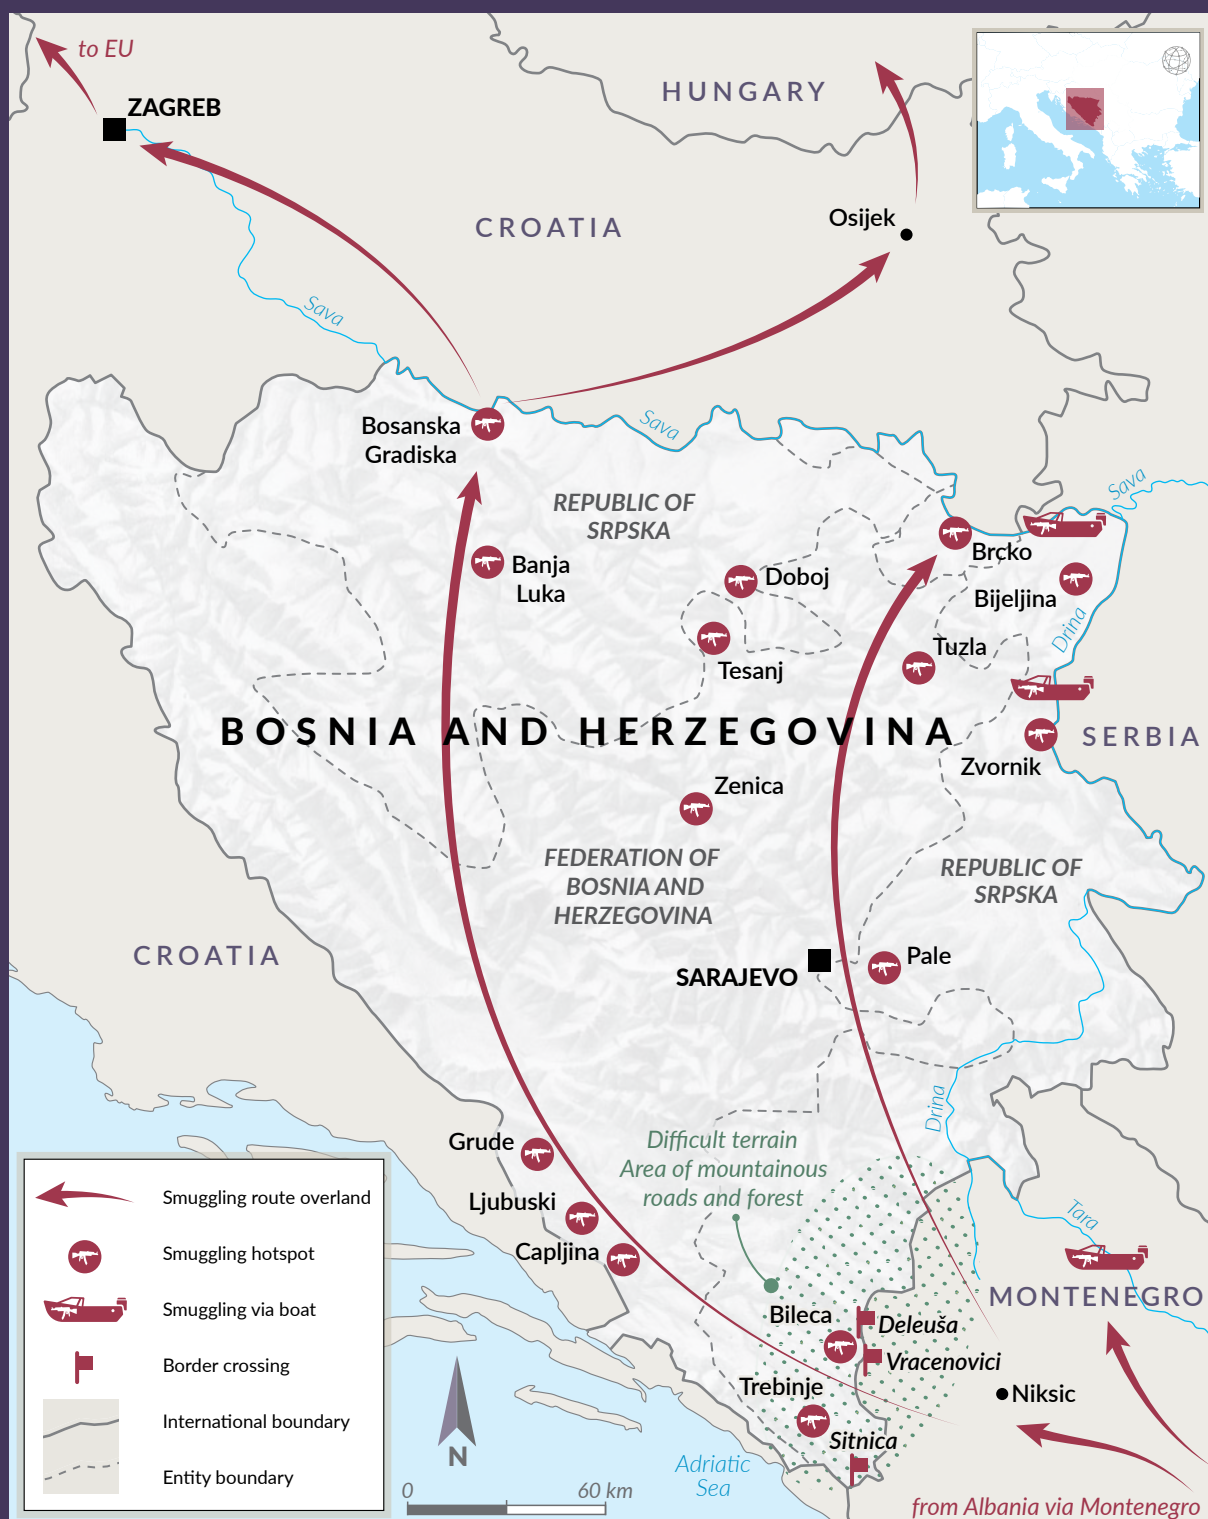 to EU
ZAGREB
HUNGARY
CROATIA
Osijek
Sava
Bosanska
Gradiska
Sava
REPUBLIC OF
SRPSKA
Sava
Brcko
Banja
Luka
Doboj
Bijeljina
Drina
Tesanj
Tuzla
BOSNIA AND HERZEGOVINA
SERBIA
Zvornik
Zenica
FEDERATION OF
BOSNIA AND
HERZEGOVINA
REPUBLIC OF
SRPSKA
CROATIA
SARAJEVO
Pale
Drina
Grude
Difficult terrain
Area of mountainous
roads and forest
Ljubuski
Capljina
Tara
MONTENEGRO
Bileca
Deleuša
Vracenovici
Trebinje
Niksic
Sitnica
Adriatic
Sea
from Albania via Montenegro
Smuggling route overland
Smuggling hotspot
Smuggling via boat
Border crossing
International boundary
Entity boundary
N
0 60 km